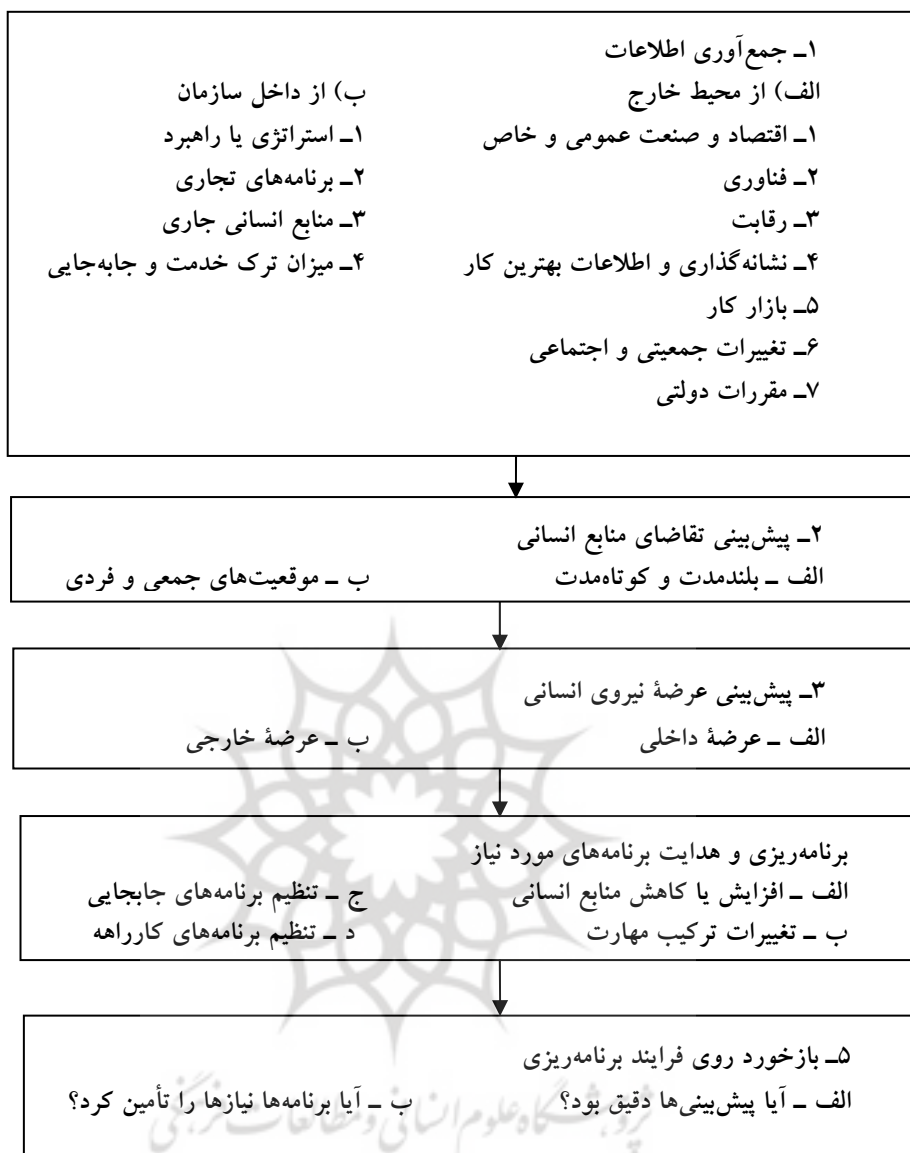 ۱ـ جمع‌آوری اطلاعات
الف) از محیط خارج ب) از داخل سازمان
۱ـ اقتصاد و صنعت عمومی و خاص ۱ـ استراتژی یا راهبرد
۲ـ فناوری ۲ـ برنامه‌های تجاری
۳ـ رقابت ۳ـ منابع انسانی جاری
۴ـ نشانه‌گذاری و اطلاعات بهترین کار ۴ـ میزان ترک خدمت و جابه‌جایی
۵ـ بازار کار
۶ـ تغییرات جمعیتی و اجتماعی
۷ـ مقررات دولتی
۲ـ پیش‌بینی تقاضای منابع انسانی
الف ـ بلندمدت و کوتاه‌مدت ب ـ موقعیت‌های جمعی و فردی
۳ـ پیش‌بینی عرضهٔ نیروی انسانی
الف ـ عرضهٔ داخلی ب ـ عرضهٔ خارجی
برنامه‌ریزی و هدایت برنامه‌های مورد نیاز
الف ـ افزایش یا کاهش منابع انسانی ج ـ تنظیم برنامه‌های جابجایی
ب ـ تغییرات ترکیب مهارت د ـ تنظیم برنامه‌های کارراهه
۵ـ بازخورد روی فرایند برنامه‌ریزی
الف ـ آیا پیش‌بینی‌ها دقیق بود؟ ب ـ آیا برنامه‌ها نیازها را تأمین کرد؟
پژوهشگاه علوم انسانی و مطالعات فرهنگی